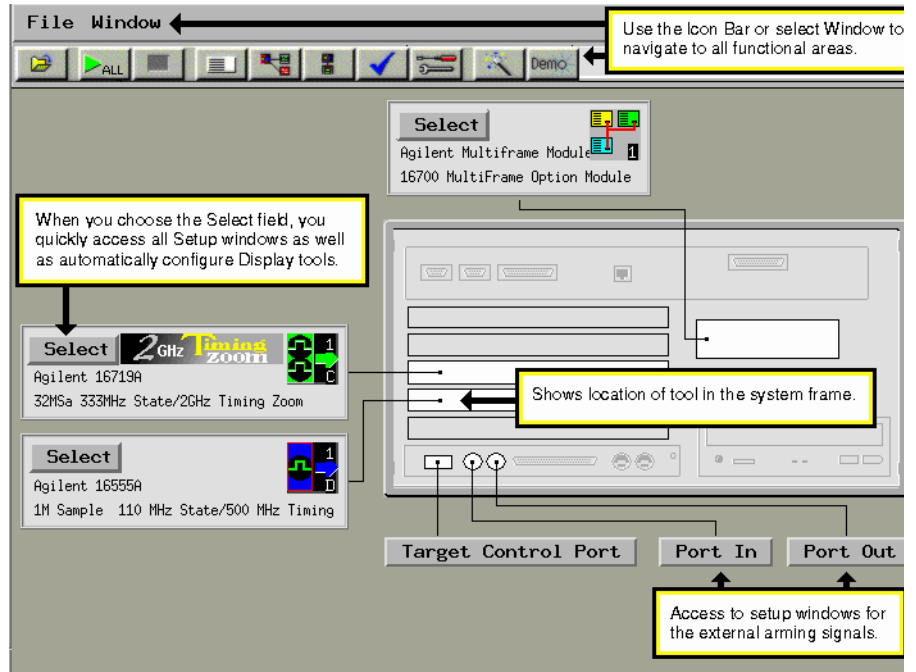 File Window
Use the Icon Bar or select Window to
navigate to all functional areas.
ALL
Demo
Select
Agilent Multiframe Module
1
16700 MultiFrame Option Module
When you choose the Select field, you
quickly access all Setup windows as well
as automatically configure Display tools.
Select
2GHz Timing zoom
1
C
Agilent 16719A
32MSa 333MHz State/2GHz Timing Zoom
Shows location of tool in the system frame.
Select
1
D
Agilent 16555A
1M Sample 110 MHz State/500 MHz Timing
Target Control Port
Port In
Port Out
Access to setup windows for
the external arming signals.